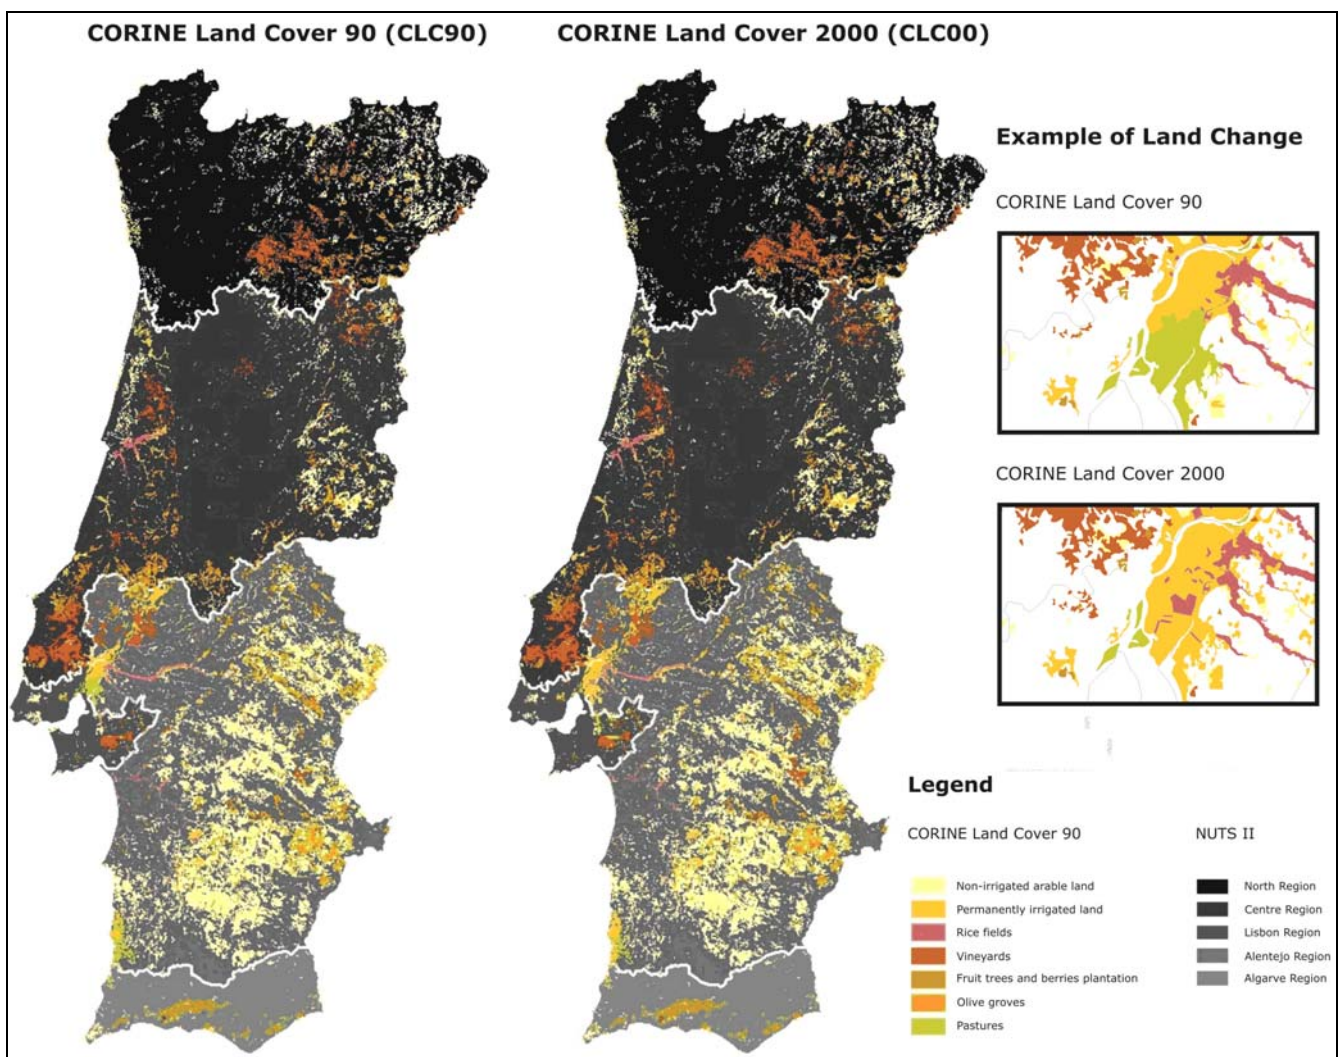 CORINE Land Cover 90 (CLC90)
CORINE Land Cover 2000 (CLC00)
Example of Land Change
CORINE Land Cover 90
CORINE Land Cover 2000
Legend
CORINE Land Cover 90
Non-irrigated arable land
Permanently irrigated land
Rice fields
Vineyards
Fruit trees and berries plantation
Olive groves
Pastures
NUTS II
North Region
Centre Region
Lisbon Region
Alentejo Region
Algarve Region